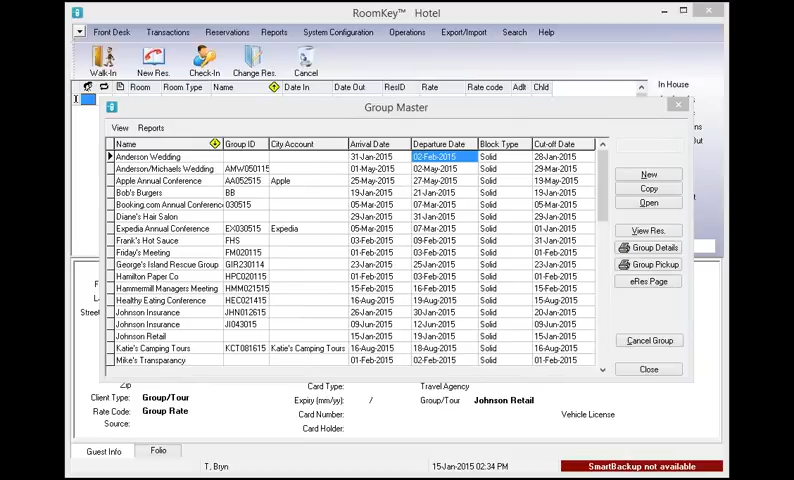 RoomKey™ Hotel
Front Desk Transactions Reservations Reports System Configuration Operations Export/Import Search Help
Walk-In New Res. Check-In Change Res. Cancel
Room Room Type Name Date In Date Out ResID Rate Rate code Adlt Chld
In House
Group Master
View Reports
Name Group ID City Account Arrival Date Departure Date Block Type Cut-off Date
Anderson Wedding 31-Jan-2015 02-Feb-2015 Solid 28-Jan-2015
Anderson/Michaels Wedding AMW050115 01-May-2015 02-May-2015 Solid 29-Mar-2015
Apple Annual Conference AA052515 Apple 25-May-2015 27-May-2015 Solid 19-May-2015
Bob's Burgers BB 19-Jan-2015 21-Jan-2015 Solid 19-Jan-2015
Booking.com Annual Conference 030515 05-Mar-2015 07-Mar-2015 Solid 05-Mar-2015
Diane's Hair Salon 29-Jan-2015 31-Jan-2015 Solid 29-Jan-2015
Expedia Annual Conference EX030515 Expedia 05-Mar-2015 07-Mar-2015 Solid 05-Mar-2015
Frank's Hot Sauce FHS 03-Feb-2015 09-Feb-2015 Solid 31-Jan-2015
Friday's Meeting FM020115 01-Feb-2015 03-Feb-2015 Solid 01-Feb-2015
George's Island Rescue Group GIR230114 23-Jan-2015 25-Jan-2015 Solid 23-Jan-2015
Hamilton Paper Co HPC020115 01-Feb-2015 03-Feb-2015 Solid 01-Feb-2015
Hammermill Managers Meeting HMM021515 15-Feb-2015 16-Feb-2015 Solid 15-Feb-2015
Healthy Eating Conference HEC021415 16-Aug-2015 19-Aug-2015 Solid 15-Aug-2015
Johnson Insurance JHN012615 26-Jan-2015 30-Jan-2015 Solid 20-Jan-2015
Johnson Insurance JI043015 09-Jun-2015 12-Jun-2015 Solid 09-Jun-2015
Johnson Retail 15-Jan-2015 19-Jan-2015 Solid 15-Jan-2015
Katie's Camping Tours KCT081615 Katie's Camping Tours 16-Aug-2015 18-Aug-2015 Solid 16-Aug-2015
Mike's Transparancy 01-Feb-2015 02-Feb-2015 Solid 01-Feb-2015
New
Copy
Open
View Res.
Group Details
Group Pickup
eRes Page
Cancel Group
Close
Zip Card Type: Travel Agency
Client Type: Group/Tour Expiry (mm/yy): / Group/Tour Johnson Retail
Rate Code: Group Rate Card Number: Vehicle License
Source: Card Holder:
Guest Info Folio
T, Bryn 15-Jan-2015 02:34 PM SmartBackup not available